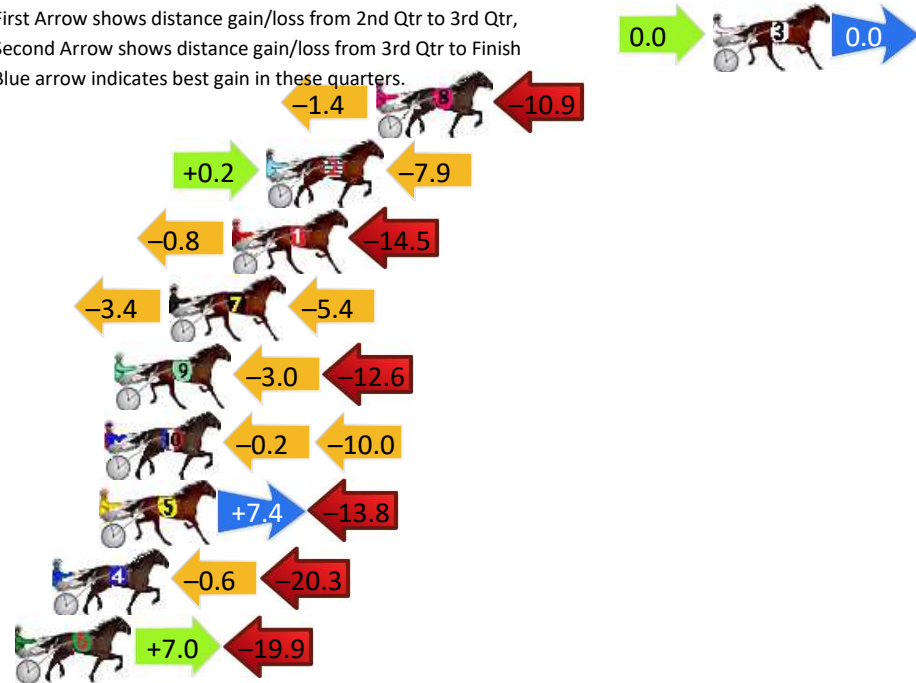 First Arrow shows distance gain/loss from 2nd Qtr to 3rd Qtr,
Second Arrow shows distance gain/loss from 3rd Qtr to Finish
Blue arrow indicates best gain in these quarters.
0.0 3 0.0
–1.4 8 –10.9
+0.2 2 –7.9
–0.8 1 –14.5
–3.4 7 –5.4
9 –3.0 –12.6
10 –0.2 –10.0
5 +7.4 –13.8
4 –0.6 –20.3
6 +7.0 –19.9